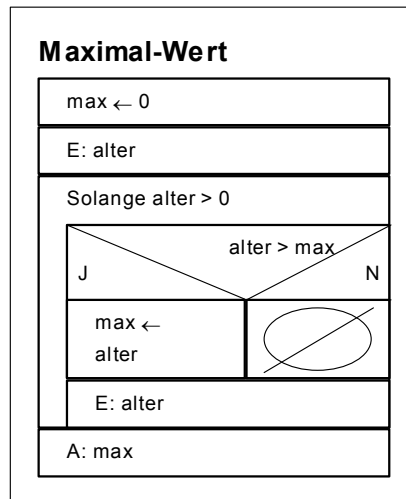 Maximal-Wert
max ← 0
E: alter
Solange alter > 0
alter > max
J
N
max ←
alter
E: alter
A: max